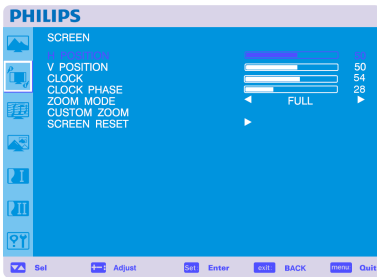 PHILIPS
SCREEN
H POSITION 50
V POSITION 50
CLOCK 54
CLOCK PHASE 28
ZOOM MODE FULL
CUSTOM ZOOM
SCREEN RESET
Sel Adjust Set Enter exit BACK menu Quit